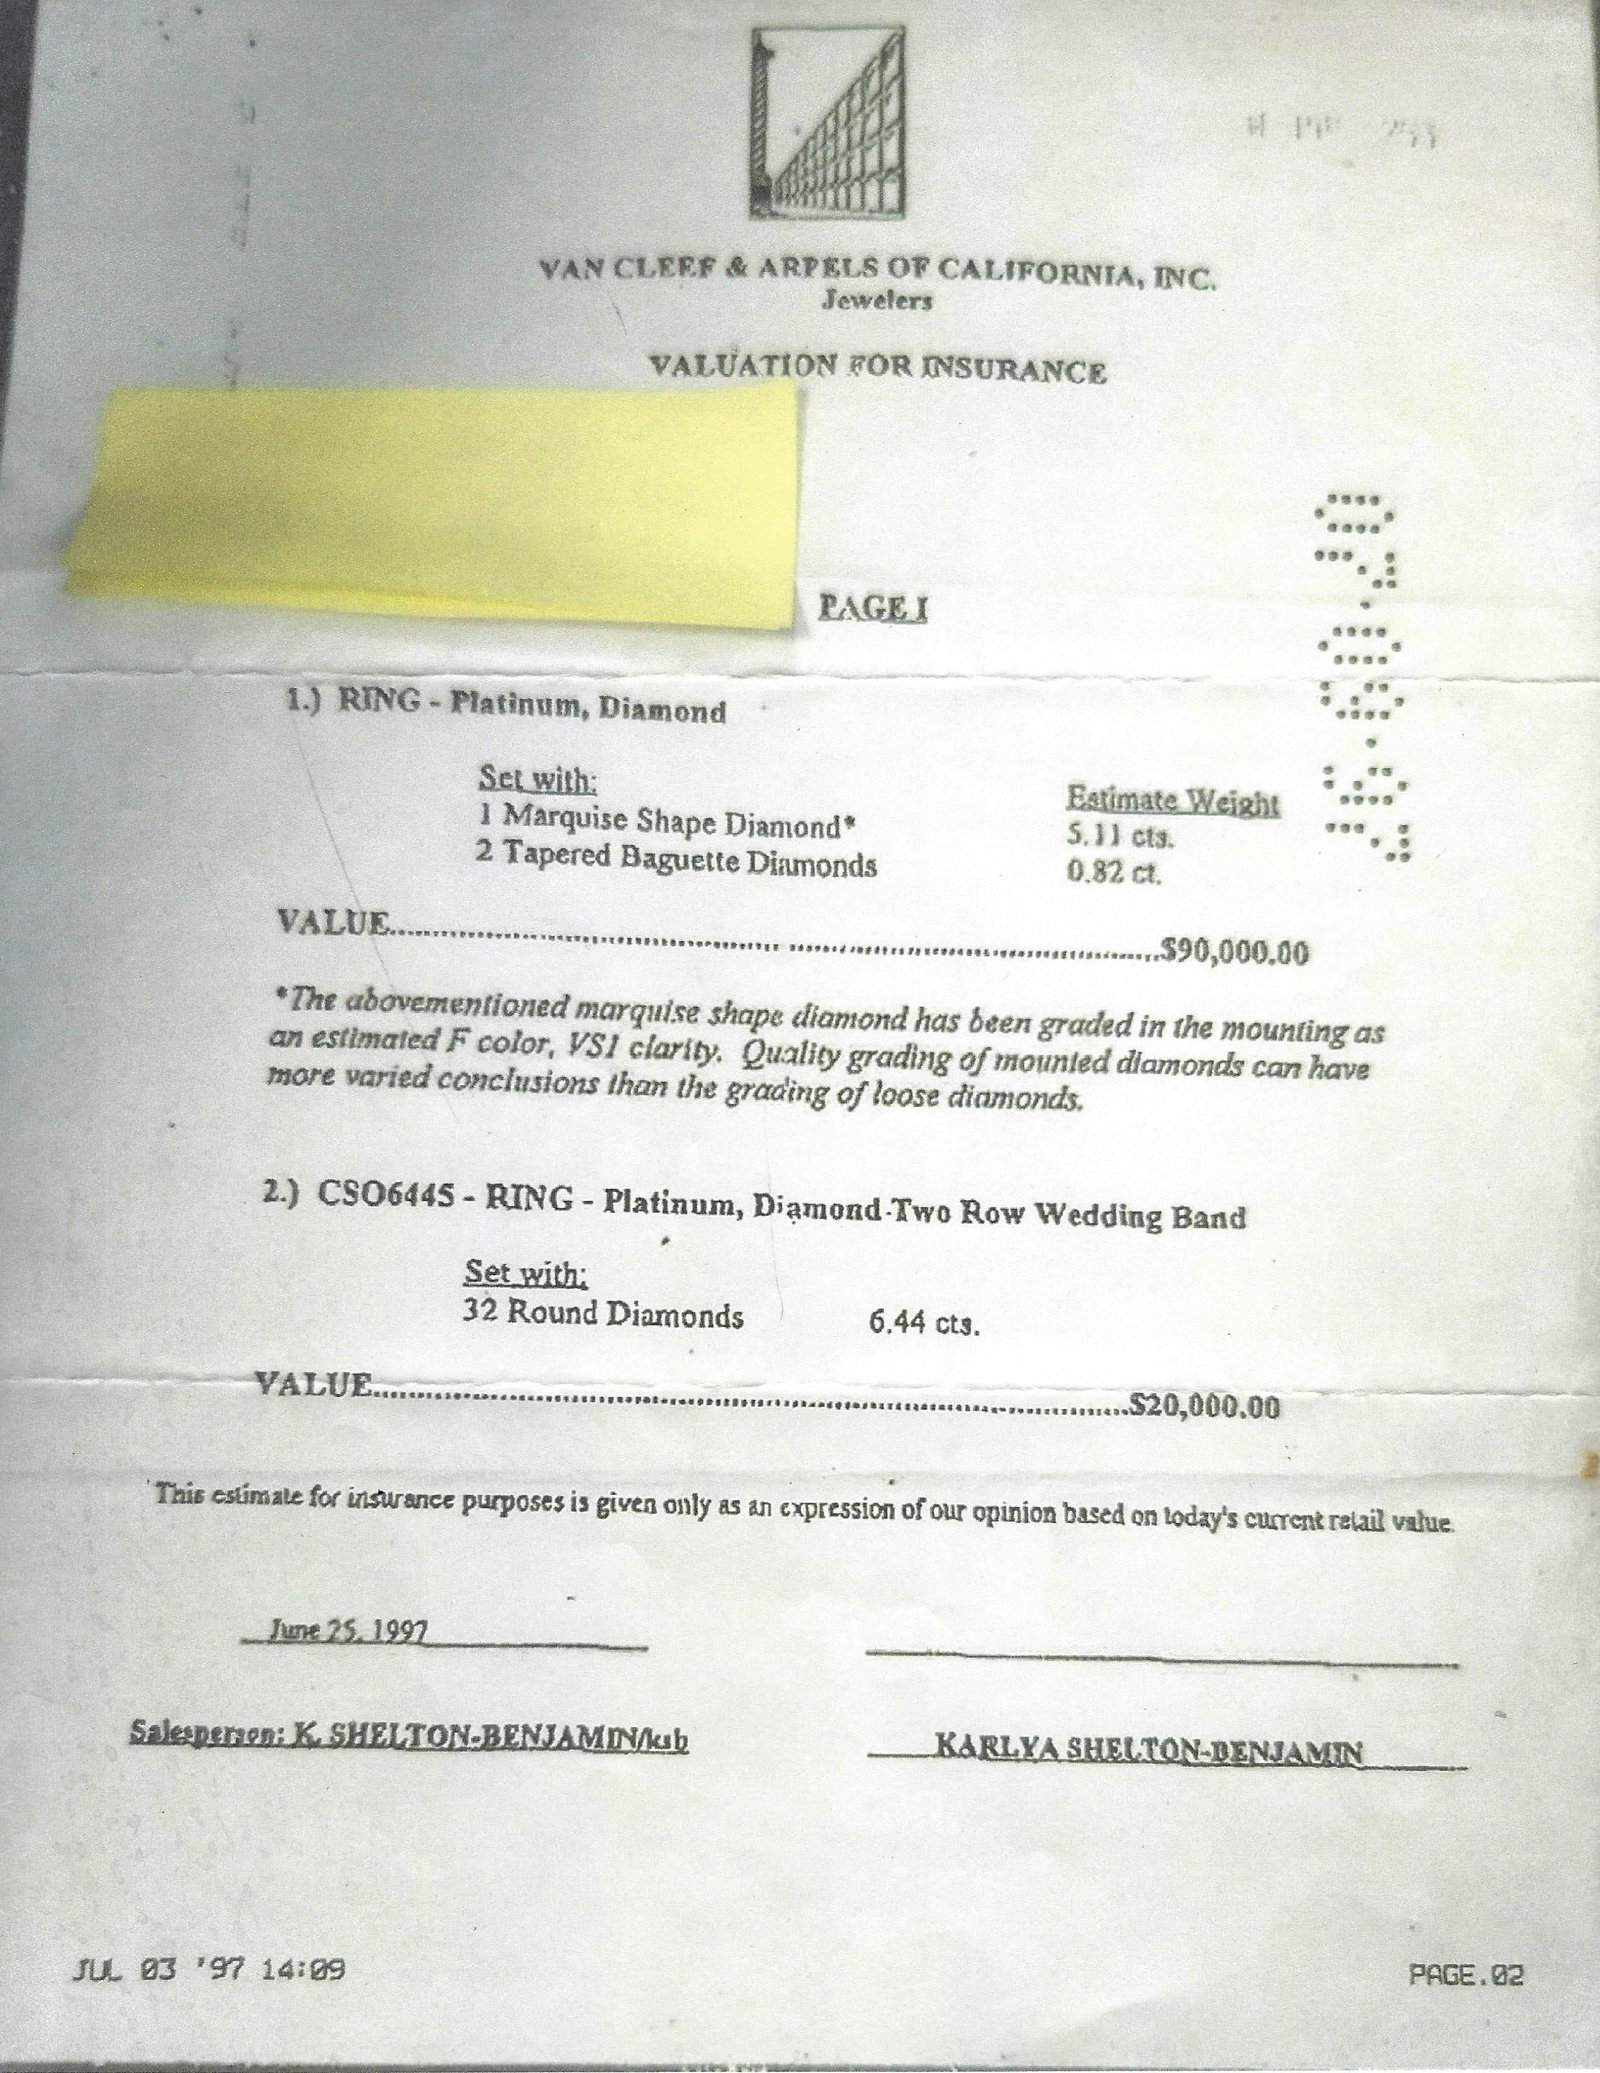 VAN CLEEF & ARPELS OF CALIFORNIA, INC.
Jewelers
VALUATION FOR INSURANCE
PAGE I
1.) RING - Platinum, Diamond
Set with: Estimate Weight
1 Marquise Shape Diamond* 5.11 cts.
2 Tapered Baguette Diamonds 0.82 ct.
VALUE....................$90,000.00
*The abovementioned marquise shape diamond has been graded in the mounting as
an estimated F color, VS1 clarity. Quality grading of mounted diamonds can have
more varied conclusions than the grading of loose diamonds.
2.) CSO6445 - RING - Platinum, Diamond-Two Row Wedding Band
Set with:
32 Round Diamonds 6.44 cts.
VALUE....................$20,000.00
This estimate for insurance purposes is given only as an expression of our opinion based on today's current retail value.
June 25, 1997
Salesperson: K. SHELTON-BENJAMIN/ksb KARLYA SHELTON-BENJAMIN
JUL 03 '97 14:09 PAGE.02